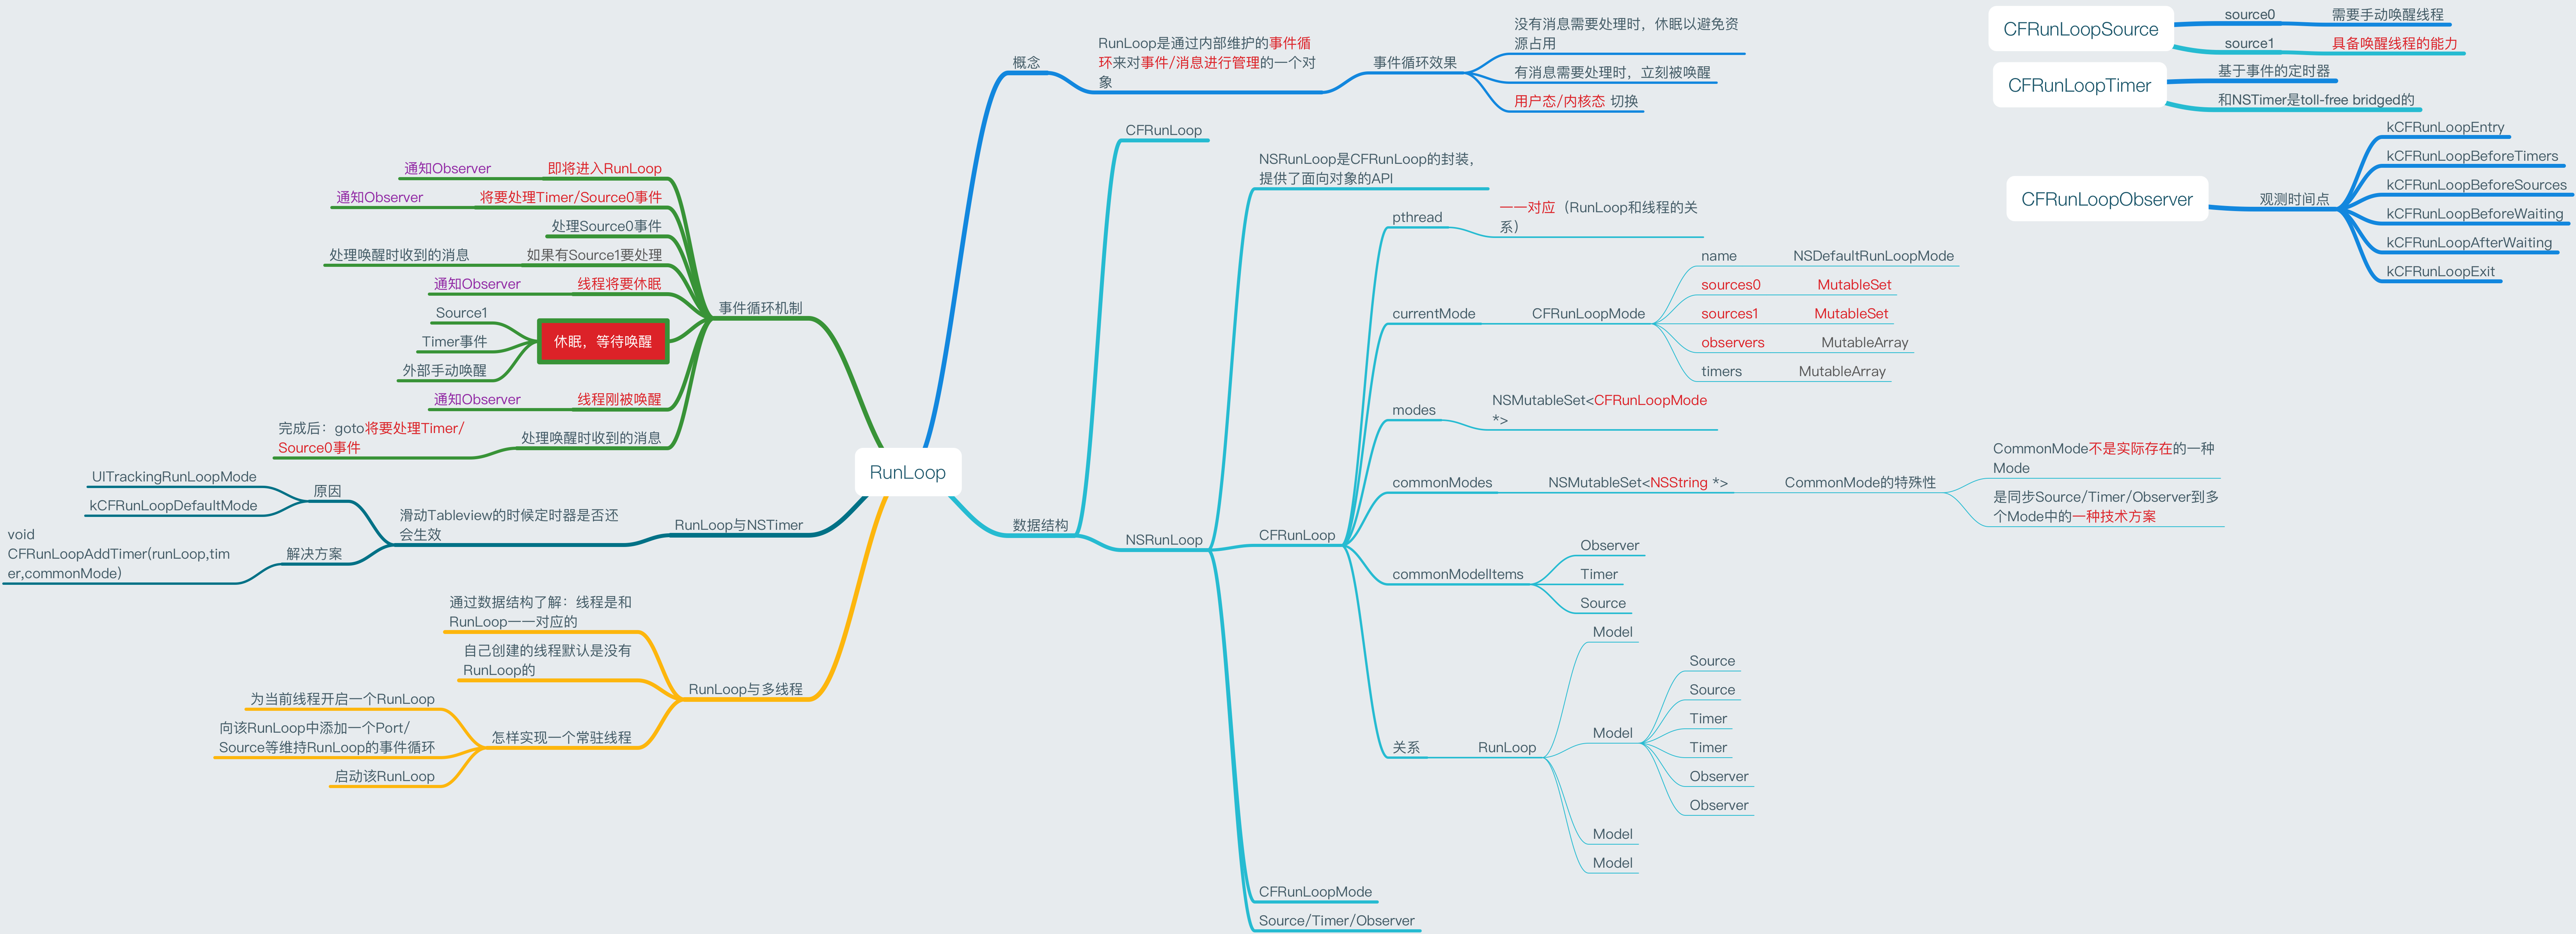 RunLoop
概念
RunLoop是通过内部维护的事件循
环来对事件/消息进行管理的一个对
象
事件循环效果
没有消息需要处理时，休眠以避免资
源占用
有消息需要处理时，立刻被唤醒
用户态/内核态 切换
数据结构
CFRunLoop
NSRunLoop
NSRunLoop是CFRunLoop的封装，
提供了面向对象的API
CFRunLoop
pthread
一一对应（RunLoop和线程的关
系）
currentMode
CFRunLoopMode
name
NSDefaultRunLoopMode
sources0
MutableSet
sources1
MutableSet
observers
MutableArray
timers
MutableArray
modes
NSMutableSet<CFRunLoopMode
*>
commonModes
NSMutableSet<NSString *>
CommonMode的特殊性
CommonMode不是实际存在的一种
Mode
是同步Source/Timer/Observer到多
个Mode中的一种技术方案
commonModelItems
Observer
Timer
Source
关系
RunLoop
Model
Model
Source
Source
Timer
Timer
Observer
Observer
Model
Model
CFRunLoopMode
Source/Timer/Observer
事件循环机制
即将进入RunLoop
通知Observer
将要处理Timer/Source0事件
通知Observer
处理Source0事件
如果有Source1要处理
处理唤醒时收到的消息
线程将要休眠
通知Observer
休眠，等待唤醒
Source1
Timer事件
外部手动唤醒
线程刚被唤醒
通知Observer
处理唤醒时收到的消息
完成后：goto将要处理Timer/
Source0事件
RunLoop与NSTimer
滑动Tableview的时候定时器是否还
会生效
原因
UITrackingRunLoopMode
kCFRunLoopDefaultMode
解决方案
void
CFRunLoopAddTimer(runLoop,tim
er,commonMode)
RunLoop与多线程
通过数据结构了解：线程是和
RunLoop一一对应的
自己创建的线程默认是没有
RunLoop的
怎样实现一个常驻线程
为当前线程开启一个RunLoop
向该RunLoop中添加一个Port/
Source等维持RunLoop的事件循环
启动该RunLoop
CFRunLoopSource
source0
需要手动唤醒线程
source1
具备唤醒线程的能力
CFRunLoopTimer
基于事件的定时器
和NSTimer是toll-free bridged的
CFRunLoopObserver
观测时间点
kCFRunLoopEntry
kCFRunLoopBeforeTimers
kCFRunLoopBeforeSources
kCFRunLoopBeforeWaiting
kCFRunLoopAfterWaiting
kCFRunLoopExit